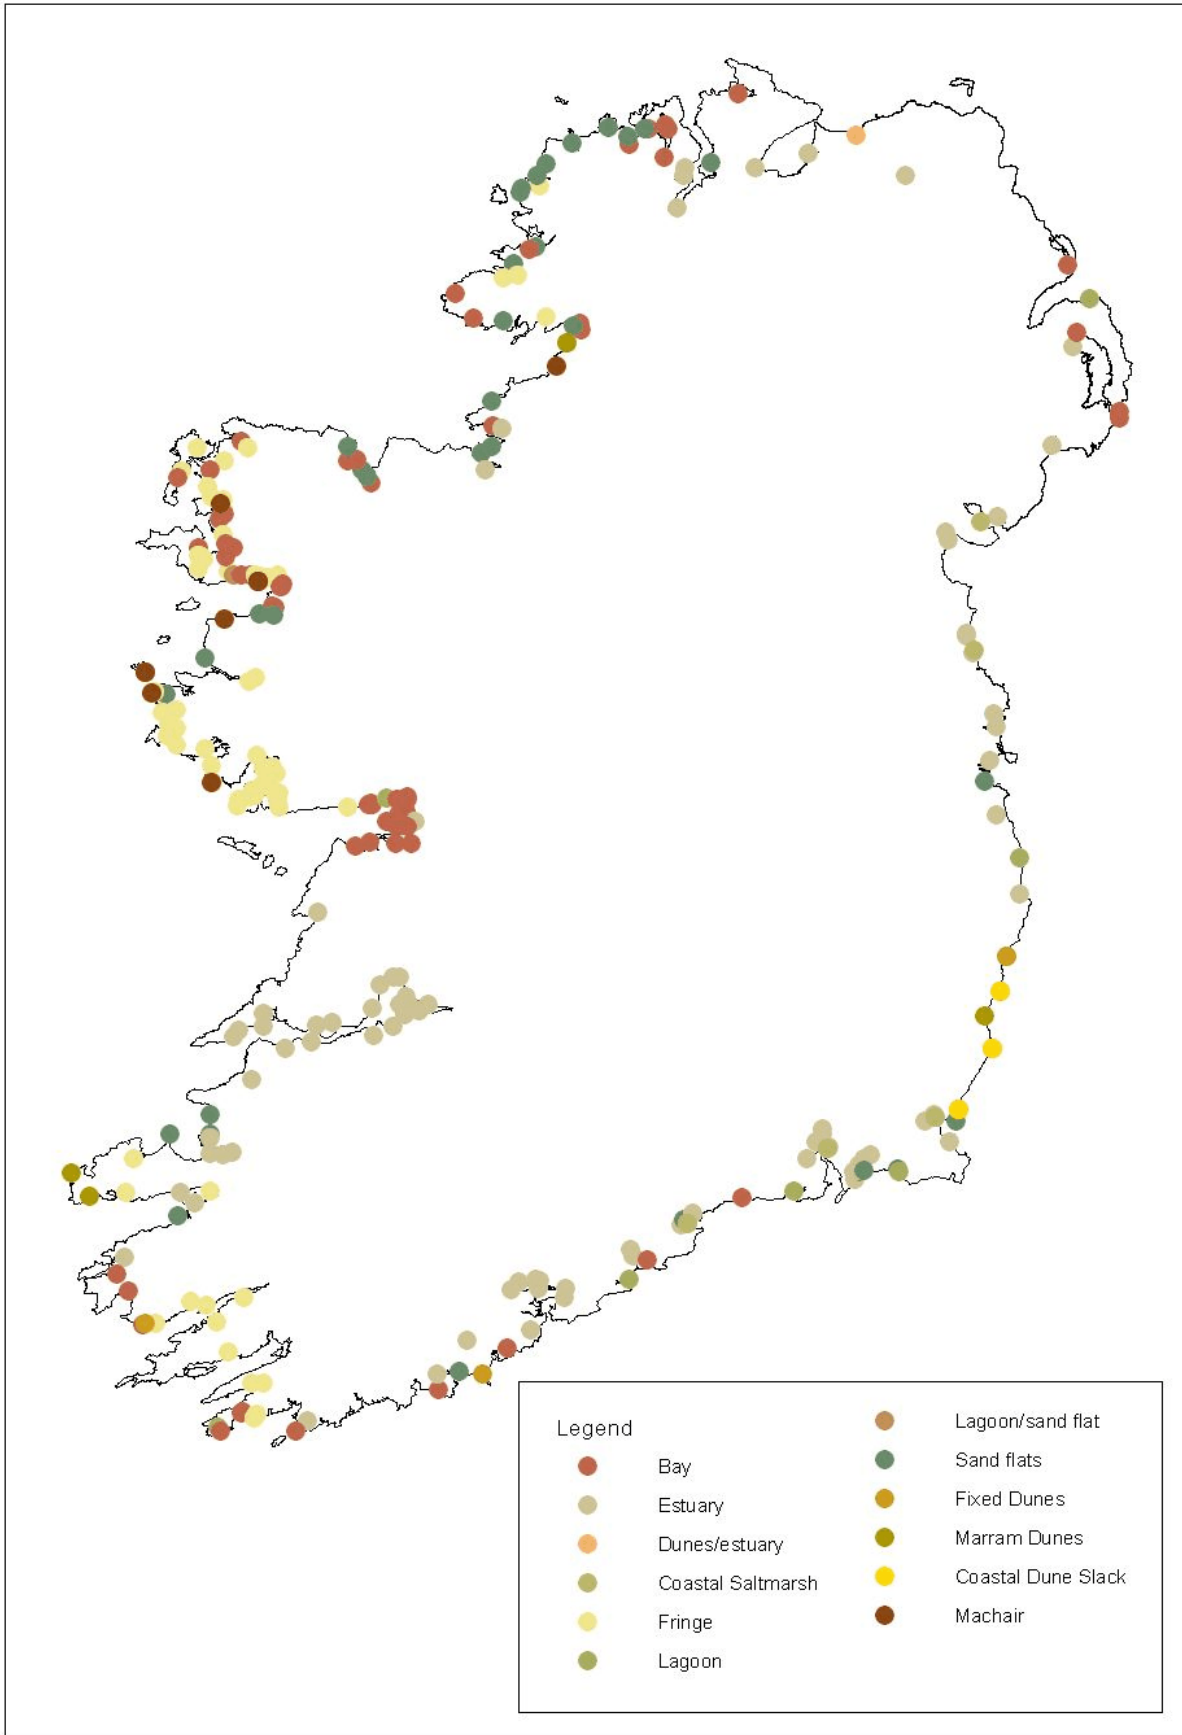 Legend
Bay
Estuary
Dunes/estuary
Coastal Saltmarsh
Fringe
Lagoon
Lagoon/sand flat
Sand flats
Fixed Dunes
Marram Dunes
Coastal Dune Slack
Machair